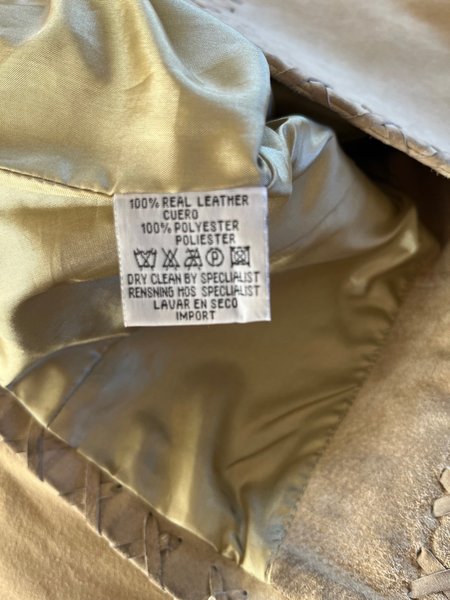 100% REAL LEATHER
CUERO
100% POLYESTER
POLIESTER
P
DRY CLEAN BY SPECIALIST
RENSNING HOS SPECIALIST
LAVAR EN SECO
IMPORT